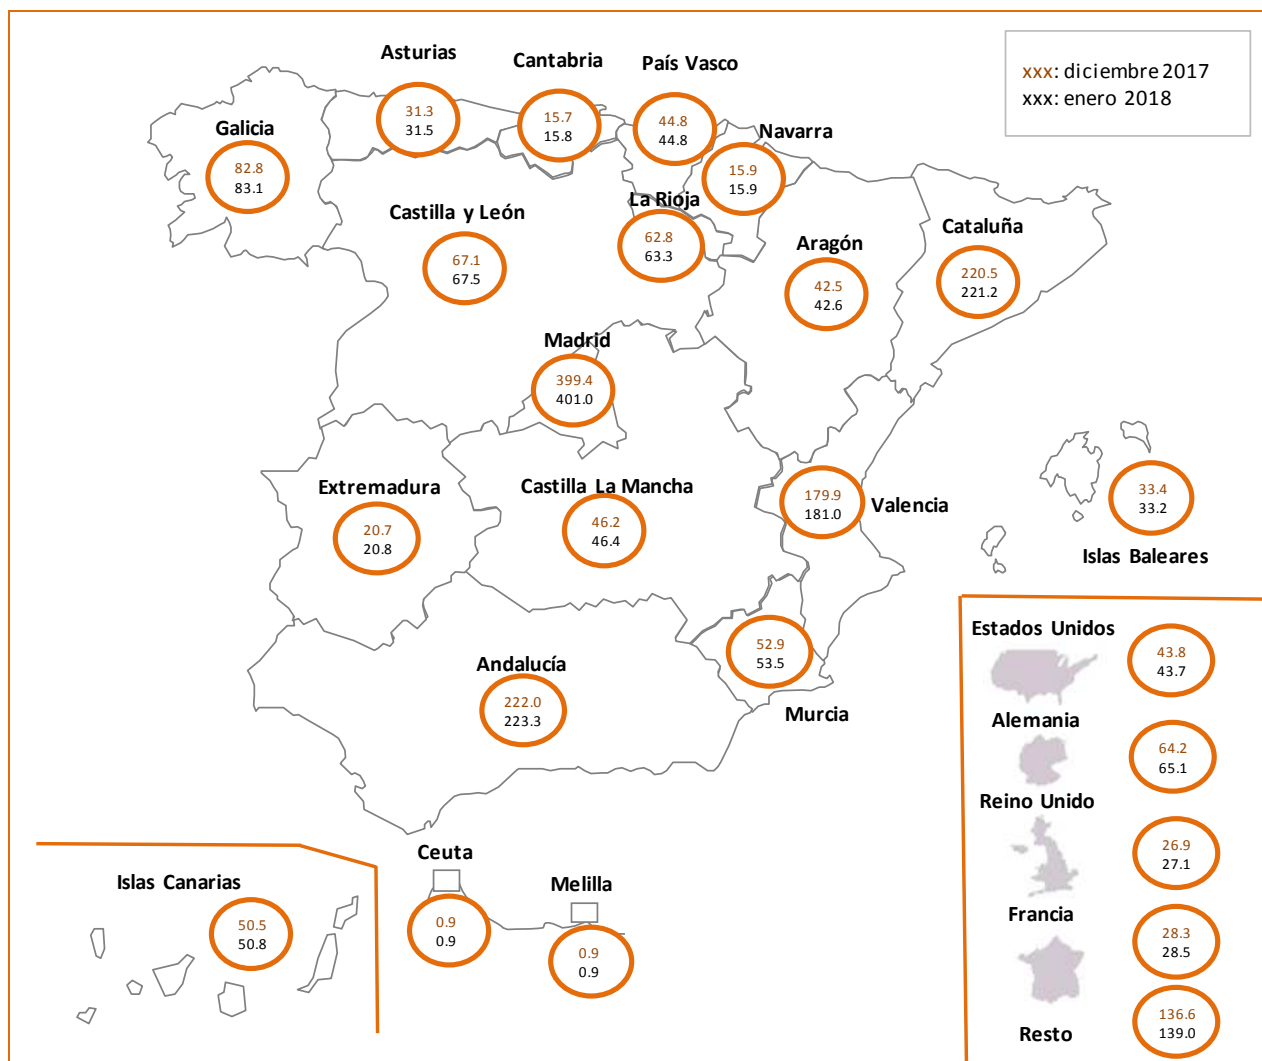 Asturias
31.3
31.5
Cantabria
15.7
15.8
País Vasco
44.8
44.8
xxx: diciembre 2017
xxx: enero 2018
Galicia
82.8
83.1
Navarra
15.9
15.9
Castilla y León
67.1
67.5
La Rioja
62.8
63.3
Aragón
42.5
42.6
Cataluña
220.5
221.2
Madrid
399.4
401.0
Extremadura
20.7
20.8
Castilla La Mancha
46.2
46.4
179.9
181.0
Valencia
33.4
33.2
Islas Baleares
Andalucía
222.0
223.3
52.9
53.5
Murcia
Estados Unidos
43.8
43.7
Alemania
64.2
65.1
Reino Unido
26.9
27.1
Francia
28.3
28.5
Resto
136.6
139.0
Islas Canarias
50.5
50.8
Ceuta
0.9
0.9
Melilla
0.9
0.9